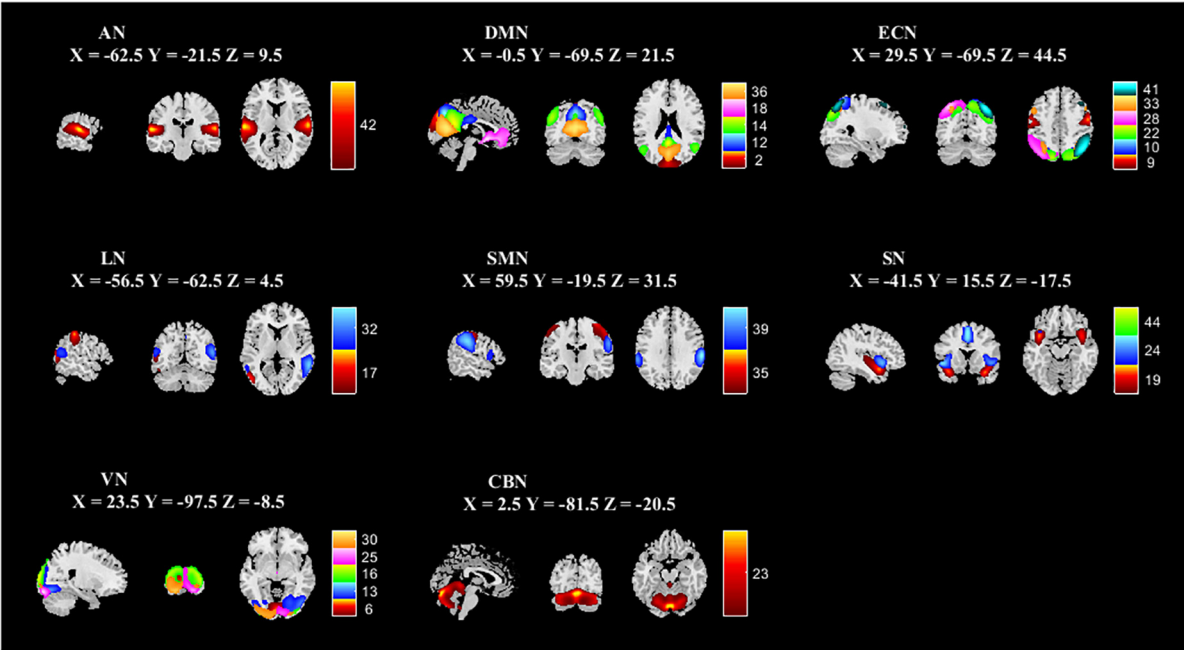 AN
X = -62.5 Y = -21.5 Z = 9.5
42
DMN
X = -0.5 Y = -69.5 Z = 21.5
36
18
14
12
2
ECN
X = 29.5 Y = -69.5 Z = 44.5
41
33
28
22
10
9
LN
X = -56.5 Y = -62.5 Z = 4.5
32
17
SMN
X = 59.5 Y = -19.5 Z = 31.5
39
35
SN
X = -41.5 Y = 15.5 Z = -17.5
44
24
19
VN
X = 23.5 Y = -97.5 Z = -8.5
30
25
16
13
6
CBN
X = 2.5 Y = -81.5 Z = -20.5
23